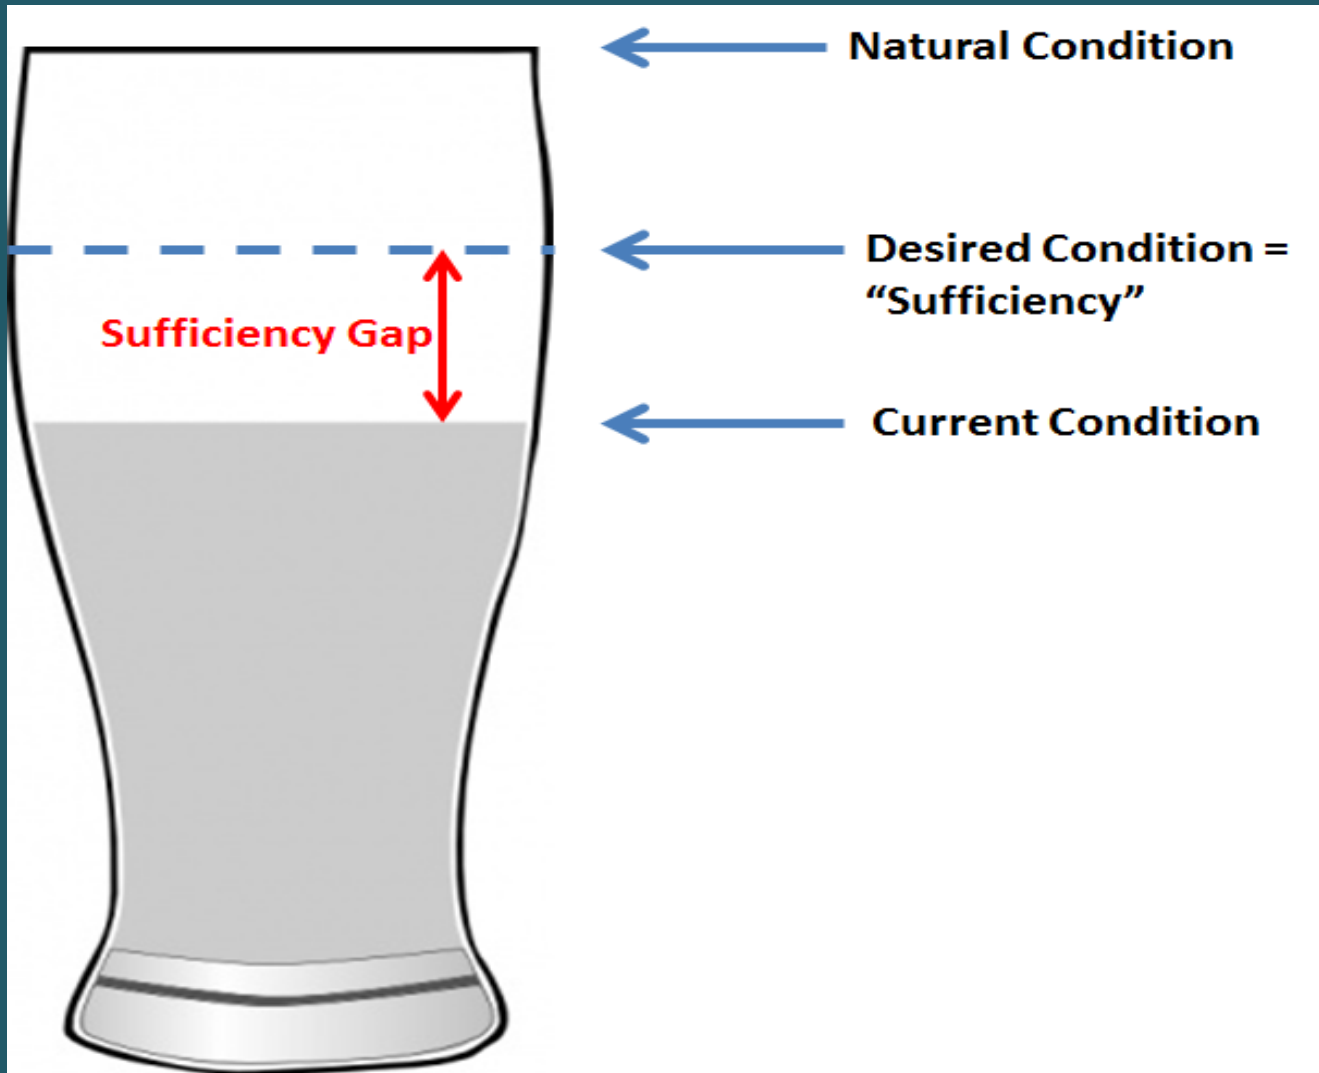 Natural Condition
Desired Condition =
“Sufficiency”
Sufficiency Gap
Current Condition